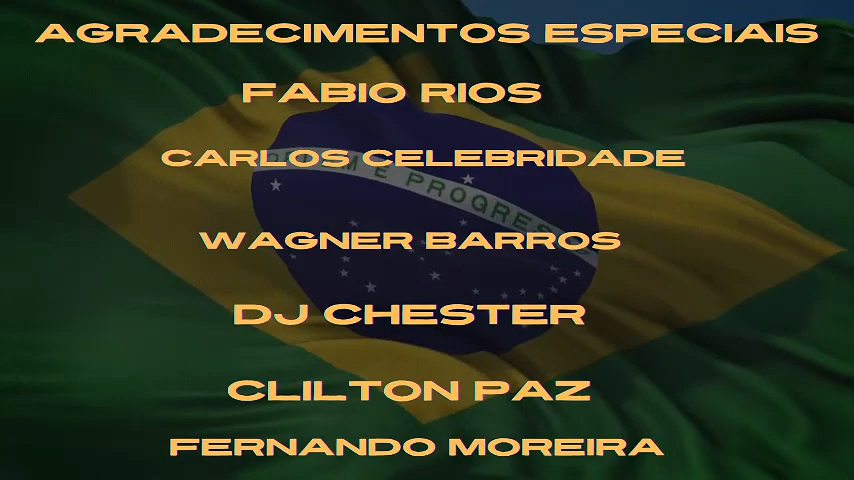 AGRADECIMENTOS ESPECIAIS
FABIO RIOS
CARLOS CELEBRIDADE
WAGNER BARROS
DJ CHESTER
CLILTON PAZ
FERNANDO MOREIRA